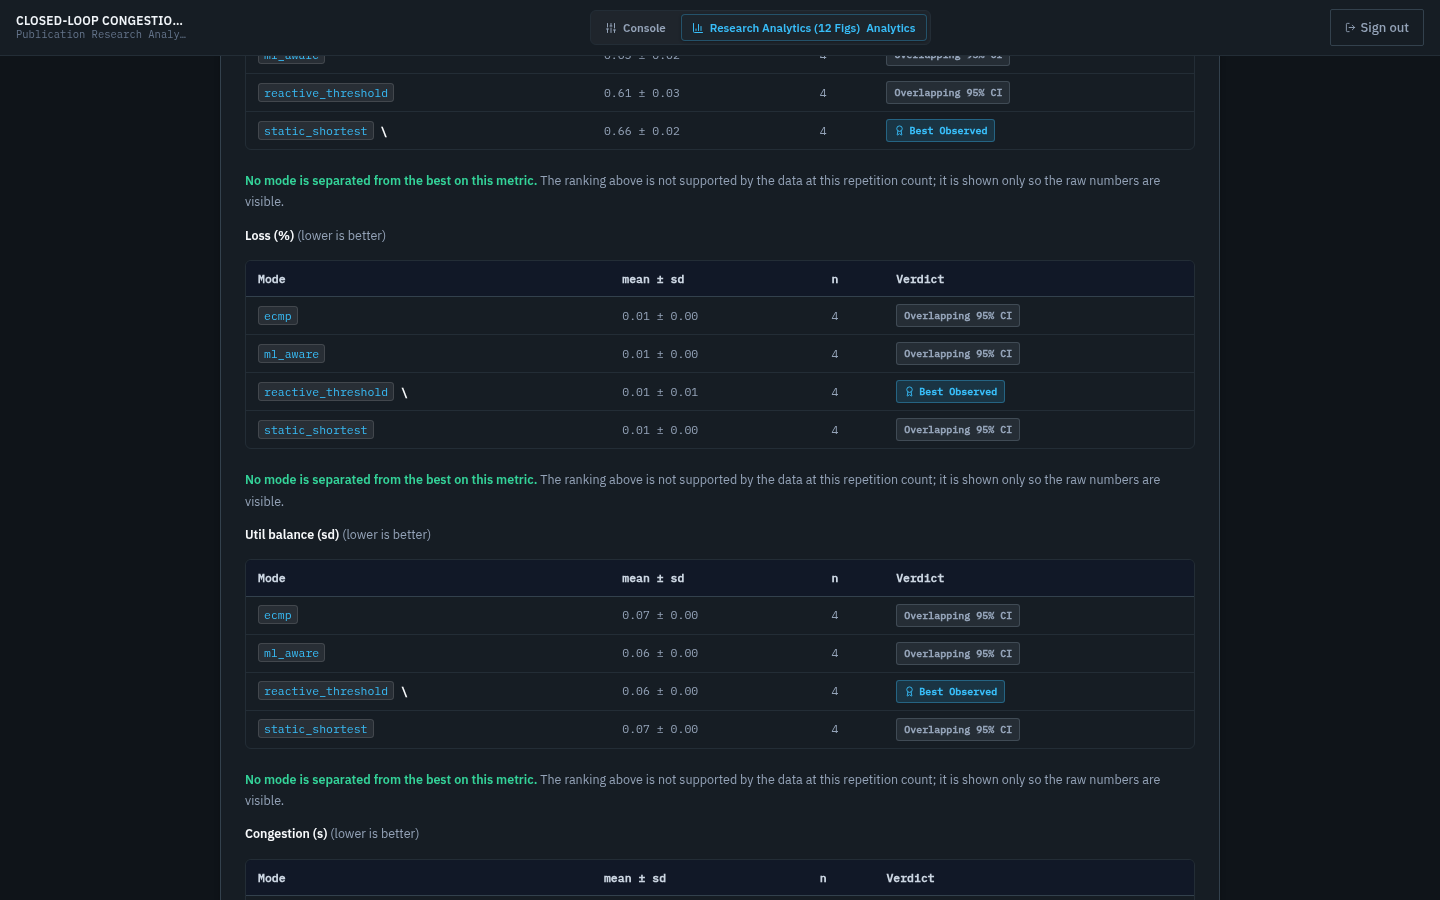 CLOSED-LOOP CONGESTIO…
Publication Research Analy…
Console
Research Analytics (12 Figs) Analytics
Sign out
ml_aware 0.65 ± 0.02 4 Overlapping 95% CI
reactive_threshold 0.61 ± 0.03 4 Overlapping 95% CI
static_shortest \ 0.66 ± 0.02 4 Best Observed
No mode is separated from the best on this metric. The ranking above is not supported by the data at this repetition count; it is shown only so the raw numbers are
visible.
Loss (%) (lower is better)
Mode mean ± sd n Verdict
ecmp 0.01 ± 0.00 4 Overlapping 95% CI
ml_aware 0.01 ± 0.00 4 Overlapping 95% CI
reactive_threshold \ 0.01 ± 0.01 4 Best Observed
static_shortest 0.01 ± 0.00 4 Overlapping 95% CI
No mode is separated from the best on this metric. The ranking above is not supported by the data at this repetition count; it is shown only so the raw numbers are
visible.
Util balance (sd) (lower is better)
Mode mean ± sd n Verdict
ecmp 0.07 ± 0.00 4 Overlapping 95% CI
ml_aware 0.06 ± 0.00 4 Overlapping 95% CI
reactive_threshold \ 0.06 ± 0.00 4 Best Observed
static_shortest 0.07 ± 0.00 4 Overlapping 95% CI
No mode is separated from the best on this metric. The ranking above is not supported by the data at this repetition count; it is shown only so the raw numbers are
visible.
Congestion (s) (lower is better)
Mode mean ± sd n Verdict